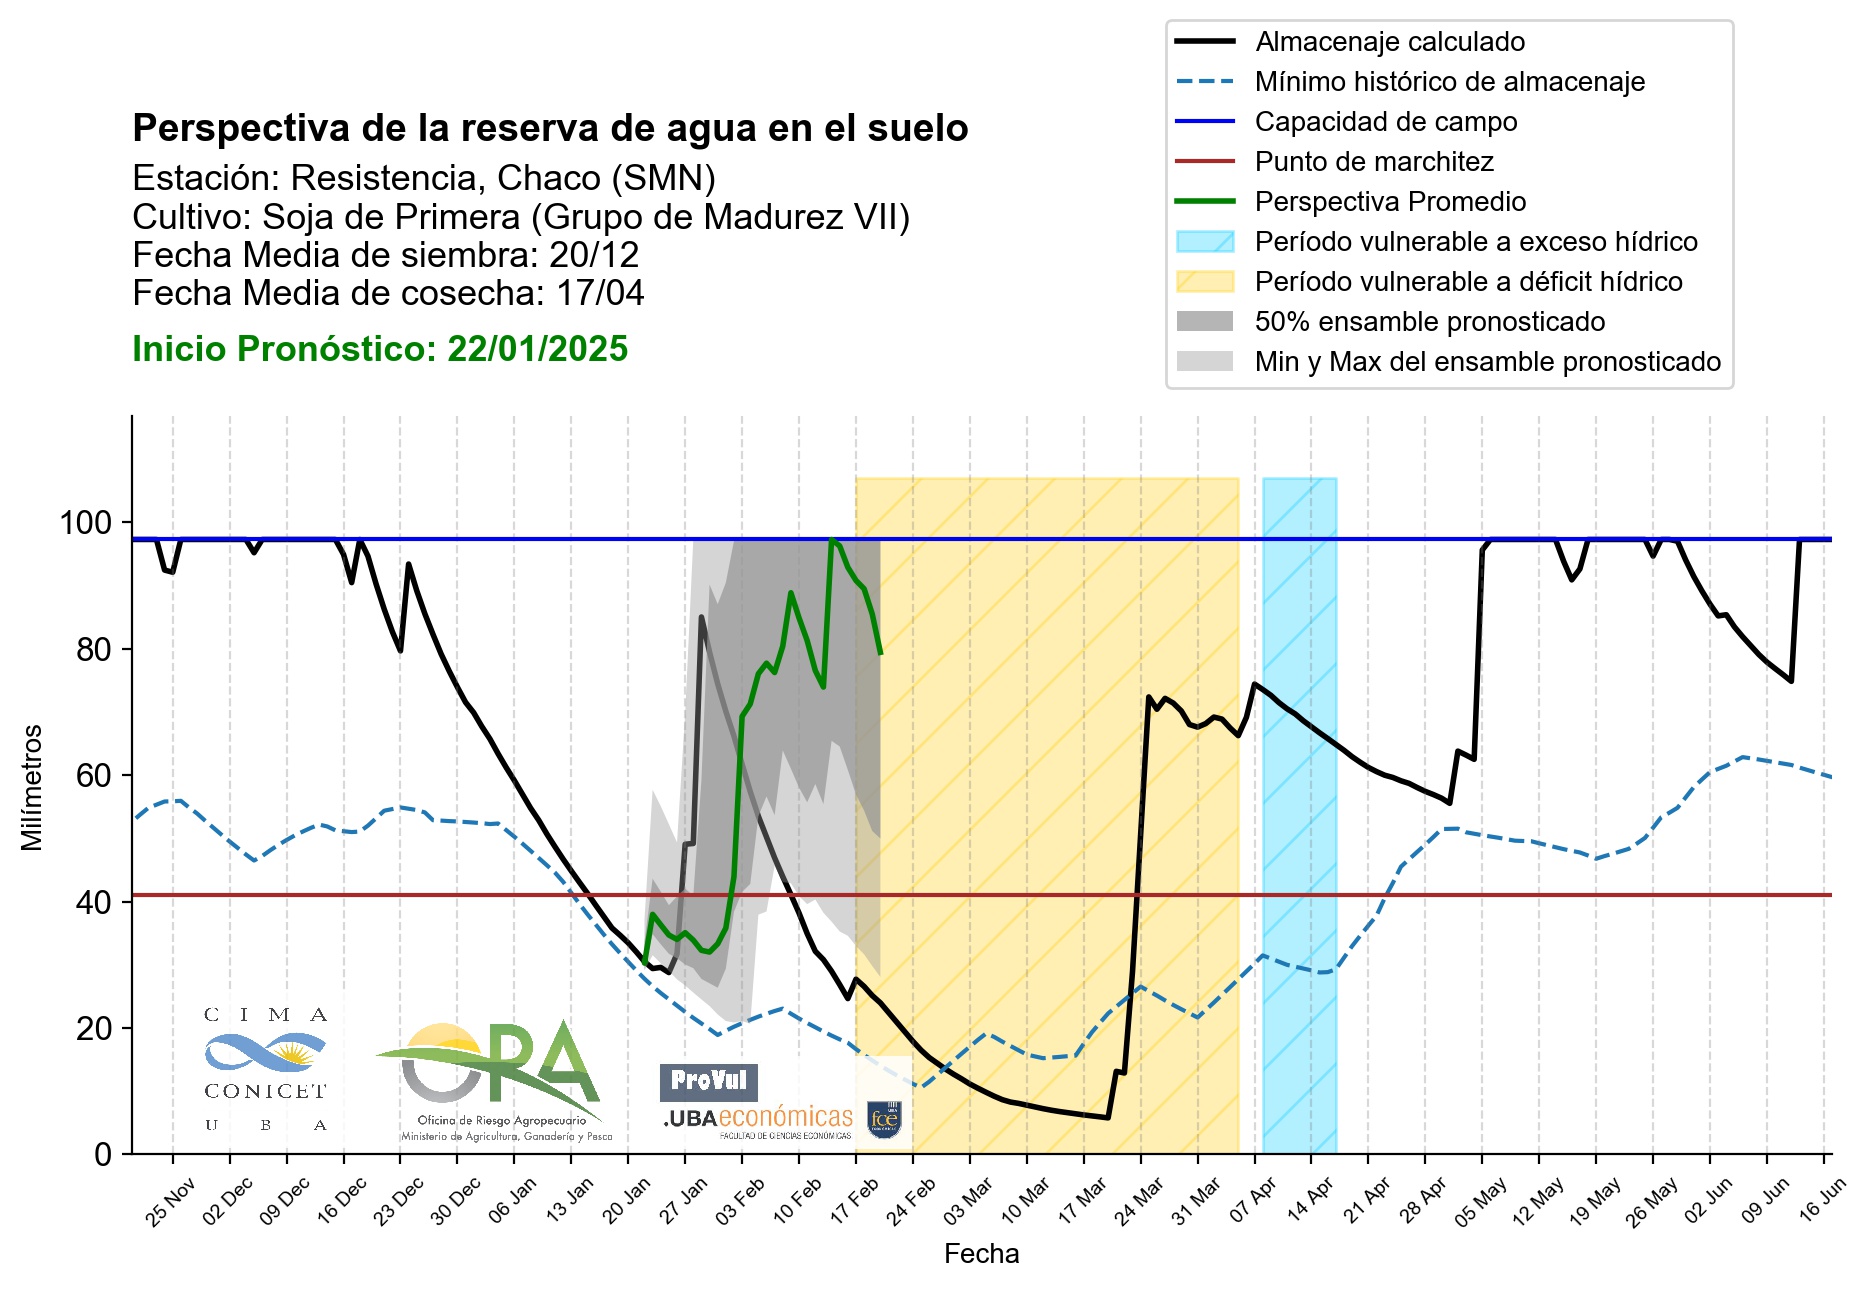 Almacenaje calculado
Mínimo histórico de almacenaje
Capacidad de campo
Punto de marchitez
Perspectiva Promedio
Período vulnerable a exceso hídrico
Período vulnerable a déficit hídrico
50% ensamble pronosticado
Min y Max del ensamble pronosticado
Perspectiva de la reserva de agua en el suelo
Estación: Resistencia, Chaco (SMN)
Cultivo: Soja de Primera (Grupo de Madurez VII)
Fecha Media de siembra: 20/12
Fecha Media de cosecha: 17/04
Inicio Pronóstico: 22/01/2025
Milímetros
100
80
60
40
20
0
CIMA
CONICET
UBA
ORA
Oficina de Riesgo Agropecuario
Ministerio de Agricultura, Ganadería y Pesca
ProVul
.UBAeconómicas
FACULTAD DE CIENCIAS ECONÓMICAS
UBA
fce
ECONÓMICAS
25 Nov
02 Dec
09 Dec
16 Dec
23 Dec
30 Dec
06 Jan
13 Jan
20 Jan
27 Jan
03 Feb
10 Feb
17 Feb
24 Feb
03 Mar
10 Mar
17 Mar
24 Mar
31 Mar
07 Apr
14 Apr
21 Apr
28 Apr
05 May
12 May
19 May
26 May
02 Jun
09 Jun
16 Jun
Fecha